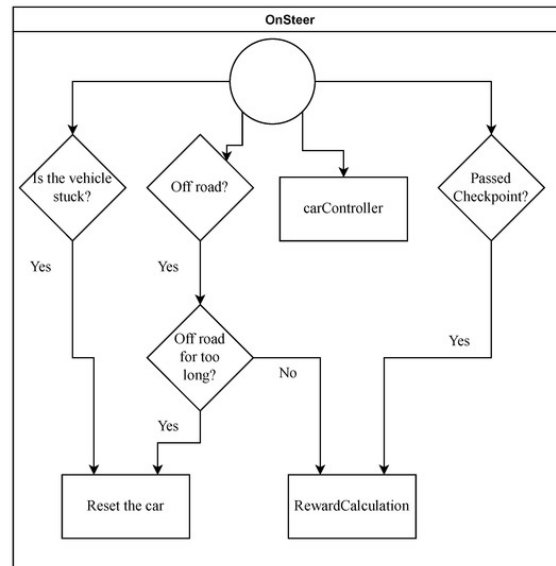 OnSteer
Is the vehicle
stuck?
Off road?
carController
Passed
Checkpoint?
Yes
Yes
Off road
for too
long?
No
Yes
Yes
Reset the car
RewardCalculation